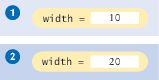 1 width = 10
2 width = 20